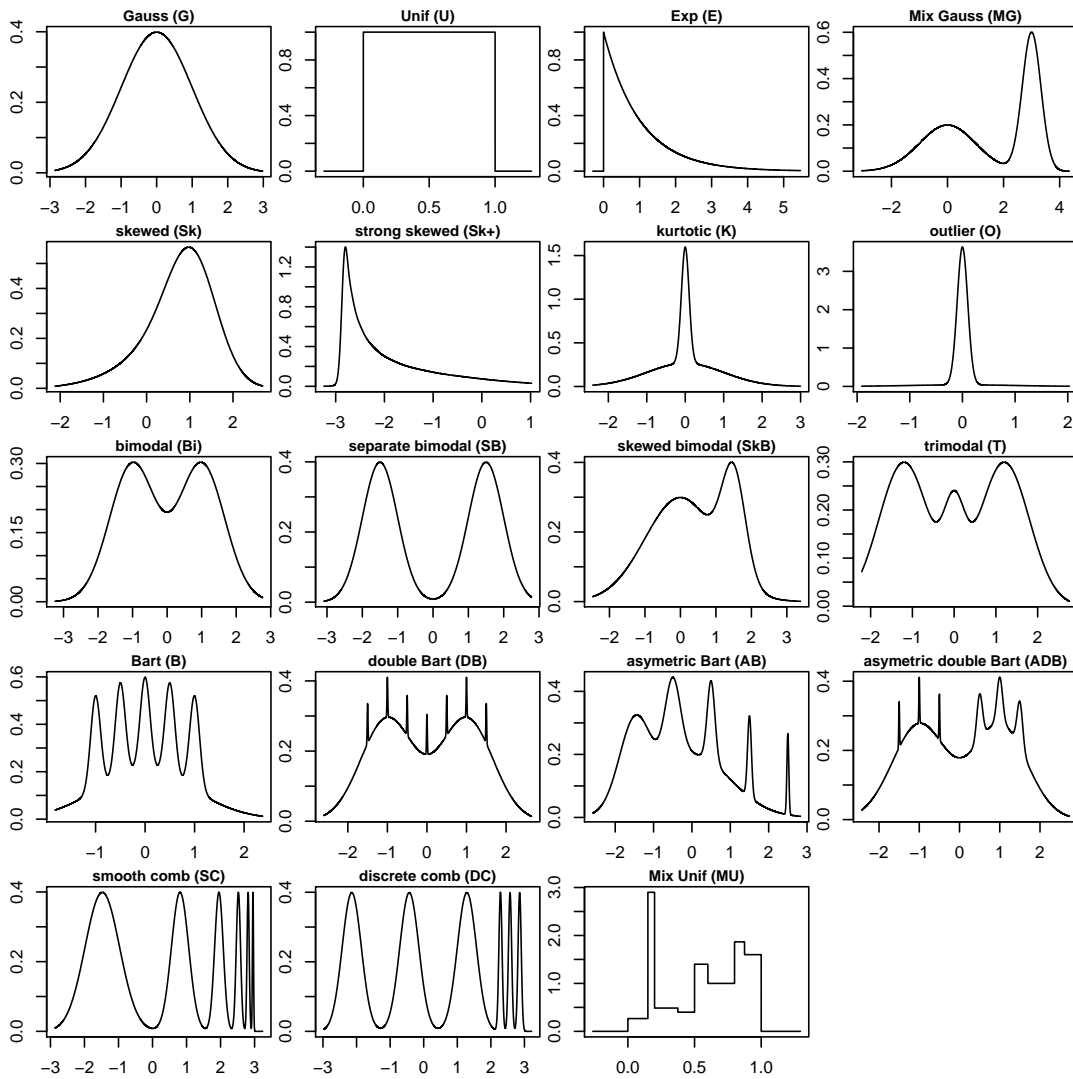 Gauss (G)
0.0 0.2 0.4
−3 −2 −1 0 1 2 3
Unif (U)
0.0 0.4 0.8
0.0 0.5 1.0
Exp (E)
0.0 0.4 0.8
0 1 2 3 4 5
Mix Gauss (MG)
0.0 0.2 0.4 0.6
−2 0 2 4
skewed (Sk)
0.0 0.2 0.4
−2 −1 0 1 2
strong skewed (Sk+)
0.0 0.4 0.8 1.2
−3 −2 −1 0 1
kurtotic (K)
0.0 0.5 1.0 1.5
−2 −1 0 1 2 3
outlier (O)
0 1 2 3
−2 −1 0 1 2
bimodal (Bi)
0.00 0.15 0.30
−3 −2 −1 0 1 2 3
separate bimodal (SB)
0.0 0.2 0.4
−3 −2 −1 0 1 2 3
skewed bimodal (SkB)
0.0 0.2 0.4
−2 −1 0 1 2 3
trimodal (T)
0.00 0.10 0.20 0.30
−2 −1 0 1 2
Bart (B)
0.0 0.2 0.4 0.6
−1 0 1 2
double Bart (DB)
0.0 0.2 0.4
−2 −1 0 1 2
asymetric Bart (AB)
0.0 0.2 0.4
−2 −1 0 1 2 3
asymetric double Bart (ADB)
0.0 0.2 0.4
−2 −1 0 1 2
smooth comb (SC)
0.0 0.2 0.4
−2 −1 0 1 2 3
discrete comb (DC)
0.0 0.2 0.4
−3 −2 −1 0 1 2 3
Mix Unif (MU)
0.0 1.0 2.0 3.0
0.0 0.5 1.0